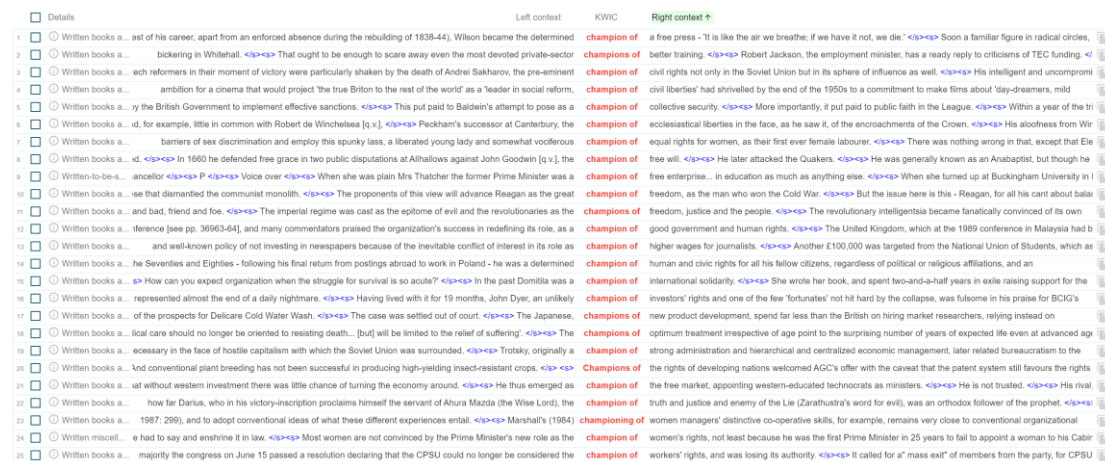 Details Left context KWIC Right context ↑
1 Written books a... est of his career, apart from an enforced absence during the rebuilding of 1838-44), Wilson became the determined champion of a free press - 'It is like the air we breathe; if we have it not, we die.' </s><s> Soon a familiar figure in radical circles,
2 Written books a... bickering in Whitehall. </s><s> That ought to be enough to scare away even the most devoted private-sector champions of better training. </s><s> Robert Jackson, the employment minister, has a ready reply to criticisms of TEC funding. </
3 Written books a... ech reformers in their moment of victory were particularly shaken by the death of Andrei Sakharov, the pre-eminent champion of civil rights not only in the Soviet Union but in its sphere of influence as well. </s><s> His intelligent and uncompromi
4 Written books a... ambition for a cinema that would project 'the true Briton to the rest of the world' as a 'leader in social reform, champion of civil liberties' had shrivelled by the end of the 1950s to a commitment to make films about 'day-dreamers, mild
5 Written books a... by the British Government to implement effective sanctions. </s><s> This put paid to Baldwin's attempt to pose as a champion of collective security. </s><s> More importantly, it put paid to public faith in the League. </s><s> Within a year of the tri
6 Written books a... d, for example, little in common with Robert de Winchelsea [q.v.], </s><s> Peckham's successor at Canterbury, the champion of ecclesiastical liberties in the face, as he saw it, of the encroachments of the Crown. </s><s> His aloofness from Wir
7 Written books a... barriers of sex discrimination and employ this spunky lass, a liberated young lady and somewhat vociferous champion of equal rights for women, as their first ever female labourer. </s><s> There was nothing wrong in that, except that Ele
8 Written books a... d. </s><s> In 1660 he defended free grace in two public disputations at Allhallows against John Goodwin [q.v.], the champion of free will. </s><s> He later attacked the Quakers. </s><s> He was generally known as an Anabaptist, but though he
9 Written-to-be-s... ancellor </s><s> P </s><s> Voice over </s><s> When she was plain Mrs Thatcher the former Prime Minister was a champion of free enterprise... in education as much as anything else. </s><s> When she turned up at Buckingham University in l
10 Written books a... se that dismantled the communist monolith. </s><s> The proponents of this view will advance Reagan as the great champion of freedom, as the man who won the Cold War. </s><s> But the issue here is this - Reagan, for all his cant about balan
11 Written books a... and bad, friend and foe. </s><s> The imperial regime was cast as the epitome of evil and the revolutionaries as the champions of freedom, justice and the people. </s><s> The revolutionary intelligentsia became fanatically convinced of its own
12 Written books a... nference [see pp. 36963-64], and many commentators praised the organization's success in redefining its role, as a champion of good government and human rights. </s><s> The United Kingdom, which at the 1989 conference in Malaysia had b
13 Written books a... and well-known policy of not investing in newspapers because of the inevitable conflict of interest in its role as champion of higher wages for journalists. </s><s> Another £100,000 was targeted from the National Union of Students, which as
14 Written books a... the Seventies and Eighties - following his final return from postings abroad to work in Poland - he was a determined champion of human and civic rights for all his fellow citizens, regardless of political or religious affiliations, and an
15 Written books a... s> How can you expect organization when the struggle for survival is so acute?' </s><s> In the past Domitila was a champion of international solidarity. </s><s> She wrote her book, and spent two-and-a-half years in exile raising support for the
16 Written books a... represented almost the end of a daily nightmare. </s><s> Having lived with it for 19 months, John Dyer, an unlikely champion of investors' rights and one of the few 'fortunates' not hit hard by the collapse, was fulsome in his praise for BCIG's
17 Written books a... of the prospects for Delicare Cold Water Wash. </s><s> The case was settled out of court. </s><s> The Japanese, champions of new product development, spend far less than the British on hiring market researchers, relying instead on
18 Written books a... lical care should no longer be oriented to resisting death... [but] will be limited to the relief of suffering'. </s><s> The champions of optimum treatment irrespective of age point to the surprising number of years of expected life even at advanced age
19 Written books a... ecessary in the face of hostile capitalism with which the Soviet Union was surrounded. </s><s> Trotsky, originally a champion of strong administration and hierarchical and centralized economic management, later related bureaucratism to the
20 Written books a... And conventional plant breeding has not been successful in producing high-yielding insect-resistant crops. </s> <s> Champions of the rights of developing nations welcomed AGC's offer with the caveat that the patent system still favours the rights
21 Written books a... at without western investment there was little chance of turning the economy around. </s><s> He thus emerged as champion of the free market, appointing western-educated technocrats as ministers. </s><s> He is not trusted. </s><s> His rival,
22 Written books a... how far Darius, who in his victory-inscription proclaims himself the servant of Ahura Mazda (the Wise Lord), the champion of truth and justice and enemy of the Lie (Zarathustra's word for evil), was an orthodox follower of the prophet. </s><s>
23 Written books a... 1987: 299), and to adopt conventional ideas of what these different experiences entail. </s><s> Marshall's (1984) championing of women managers' distinctive co-operative skills, for example, remains very close to conventional organizational
24 Written miscell... e had to say and enshrine it in law. </s><s> Most women are not convinced by the Prime Minister's new role as the champion of women's rights, not least because he was the first Prime Minister in 25 years to fail to appoint a woman to his Cabir
25 Written books a... majority the congress on June 15 passed a resolution declaring that the CPSU could no longer be considered the champion of workers' rights, and was losing its authority. </s><s> It called for a" mass exit" of members from the party, for CPSU